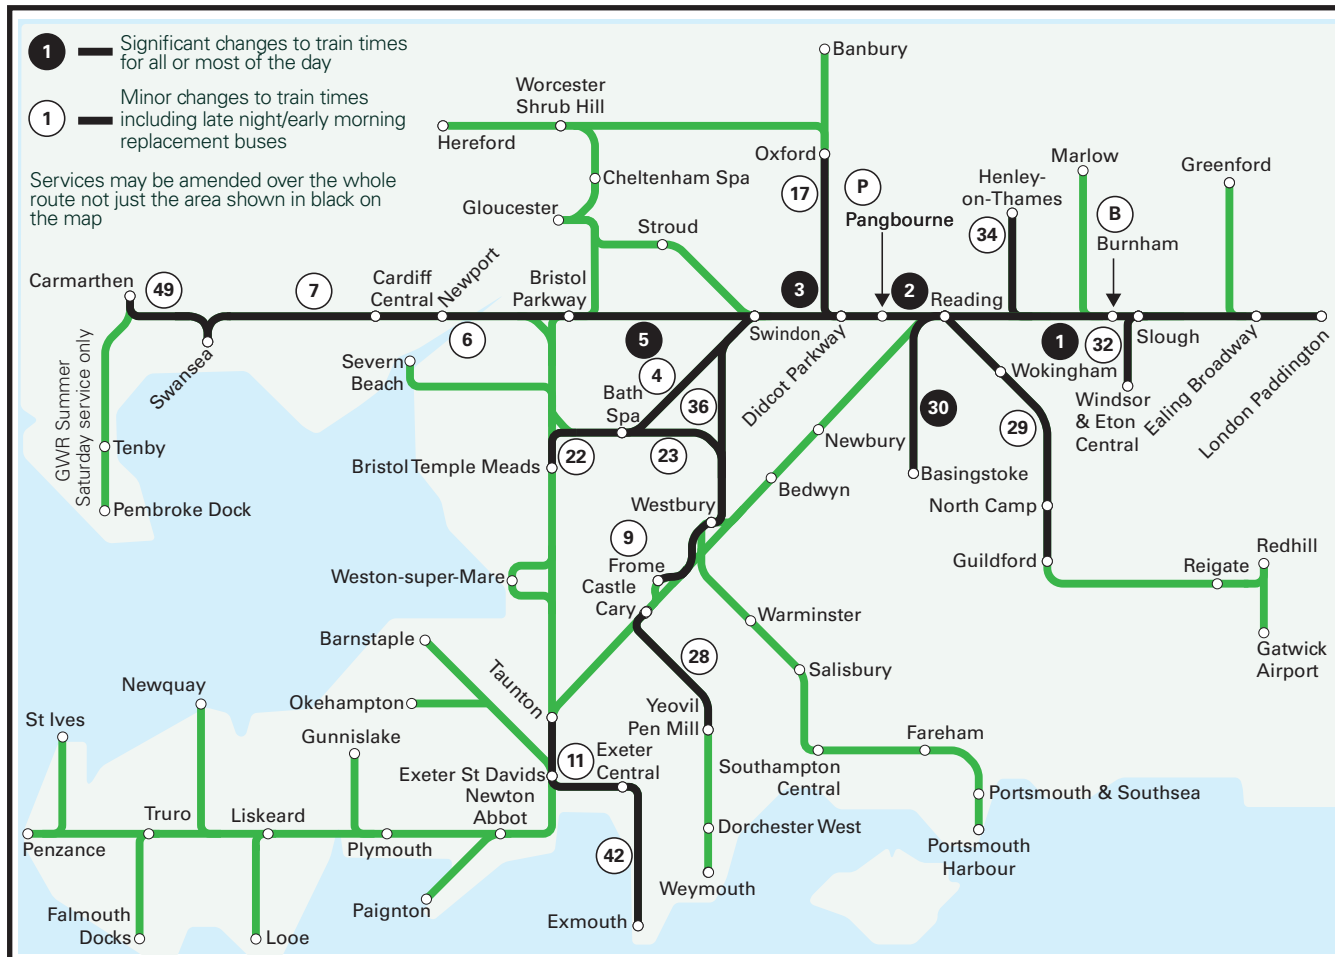 1
Significant changes to train times
for all or most of the day
1
Minor changes to train times
including late night/early morning
replacement buses
Services may be amended over the whole
route not just the area shown in black on
the map
Banbury
Worcester
Shrub Hill
Hereford
Oxford
Cheltenham Spa
Gloucester
Stroud
17
P
Pangbourne
Henley-
on-Thames
34
Marlow
B
Burnham
Greenford
Carmarthen
49
7
Cardiff
Central
Newport
Bristol
Parkway
3
2
Reading
Swansea
6
5
Swindon
Didcot Parkway
1
32
Slough
Ealing Broadway
London Paddington
Severn
Beach
4
Bath
Spa
36
Wokingham
Windsor
& Eton
Central
30
29
GWR Summer
Saturday service only
Tenby
Pembroke Dock
Bristol Temple Meads
22
23
Newbury
Bedwyn
Basingstoke
Westbury
North Camp
9
Frome
Guildford
Redhill
Reigate
Weston-super-Mare
Castle
Cary
Warminster
Gatwick
Airport
Barnstaple
28
Salisbury
Taunton
Newquay
Okehampton
Yeovil
Pen Mill
St Ives
Gunnislake
11
Exeter
Central
Fareham
Exeter St Davids
Southampton
Central
Newton
Abbot
Portsmouth & Southsea
Truro
Liskeard
Dorchester West
Penzance
Plymouth
42
Portsmouth
Harbour
Weymouth
Paignton
Falmouth
Docks
Looe
Exmouth